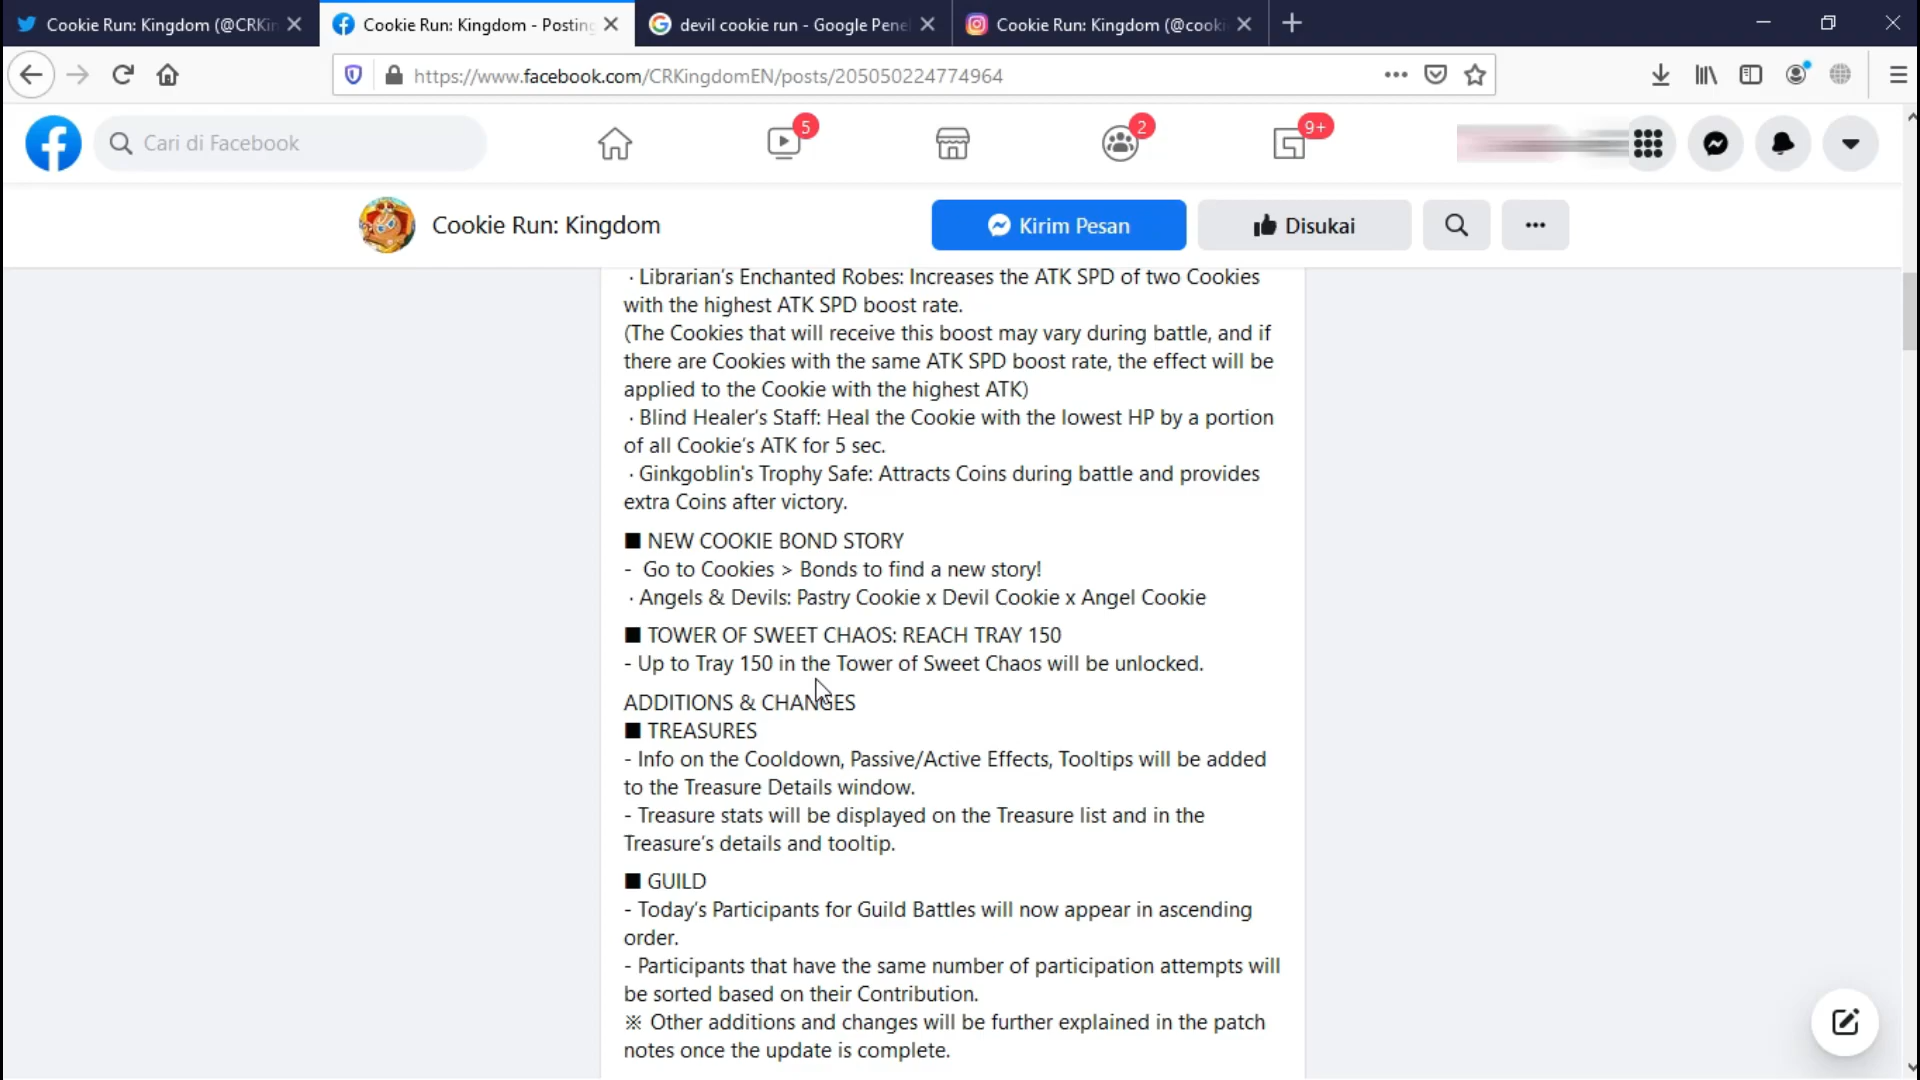 Cookie Run: Kingdom (@CRKin
Cookie Run: Kingdom - Posting
devil cookie run - Google Pene
Cookie Run: Kingdom (@cooki
https://www.facebook.com/CRKingdomEN/posts/205050224774964
Cari di Facebook
5
2
9+
Cookie Run: Kingdom
Kirim Pesan
Disukai
· Librarian's Enchanted Robes: Increases the ATK SPD of two Cookies
with the highest ATK SPD boost rate.
(The Cookies that will receive this boost may vary during battle, and if
there are Cookies with the same ATK SPD boost rate, the effect will be
applied to the Cookie with the highest ATK)
· Blind Healer's Staff: Heal the Cookie with the lowest HP by a portion
of all Cookie's ATK for 5 sec.
· Ginkgoblin's Trophy Safe: Attracts Coins during battle and provides
extra Coins after victory.
■ NEW COOKIE BOND STORY
- Go to Cookies > Bonds to find a new story!
· Angels & Devils: Pastry Cookie x Devil Cookie x Angel Cookie
■ TOWER OF SWEET CHAOS: REACH TRAY 150
- Up to Tray 150 in the Tower of Sweet Chaos will be unlocked.
ADDITIONS & CHANGES
■ TREASURES
- Info on the Cooldown, Passive/Active Effects, Tooltips will be added
to the Treasure Details window.
- Treasure stats will be displayed on the Treasure list and in the
Treasure's details and tooltip.
■ GUILD
- Today's Participants for Guild Battles will now appear in ascending
order.
- Participants that have the same number of participation attempts will
be sorted based on their Contribution.
※ Other additions and changes will be further explained in the patch
notes once the update is complete.